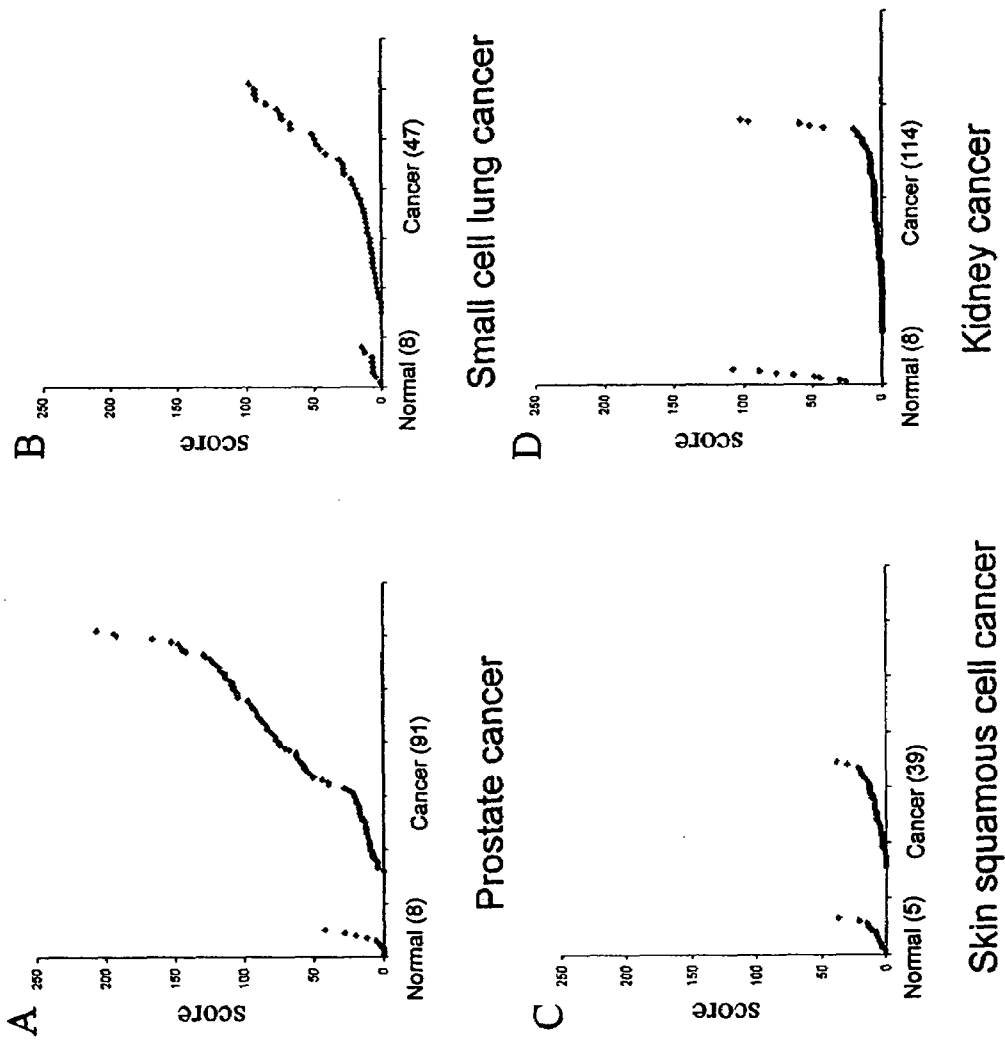 A
250
200
150
100
50
0
score
Normal (8)
Cancer (91)
Prostate cancer
B
250
200
150
100
50
0
score
Normal (8)
Cancer (47)
Small cell lung cancer
C
250
200
150
100
50
0
score
Normal (5)
Cancer (39)
Skin squamous cell cancer
D
250
200
150
100
50
0
score
Normal (8)
Cancer (114)
Kidney cancer